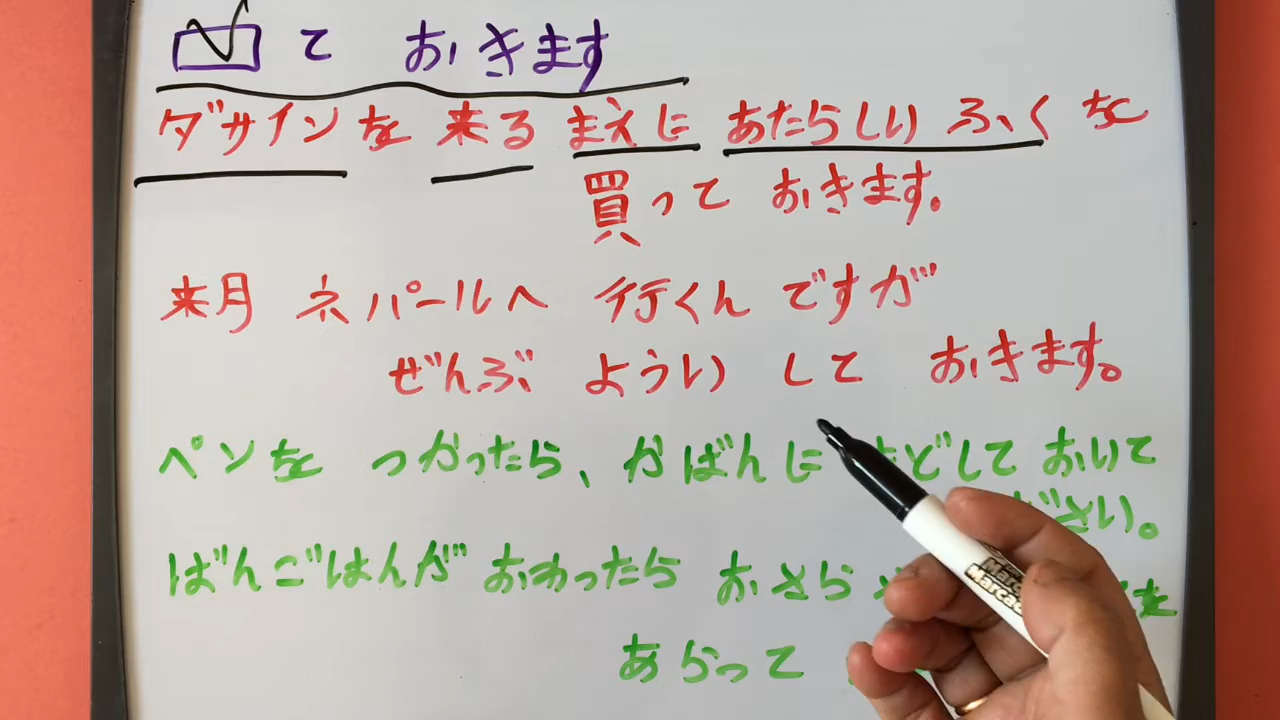 て おきます
ダサインを 来る まえに あたらしい ふくを
買って おきます。
来月 ネパールへ 行くんですが
ぜんぶ ようい して おきます。
ペンを つかったら、かばんに どして おいて
ださい。
ばんごはんが おわったら おさら を
あらって
Marcad